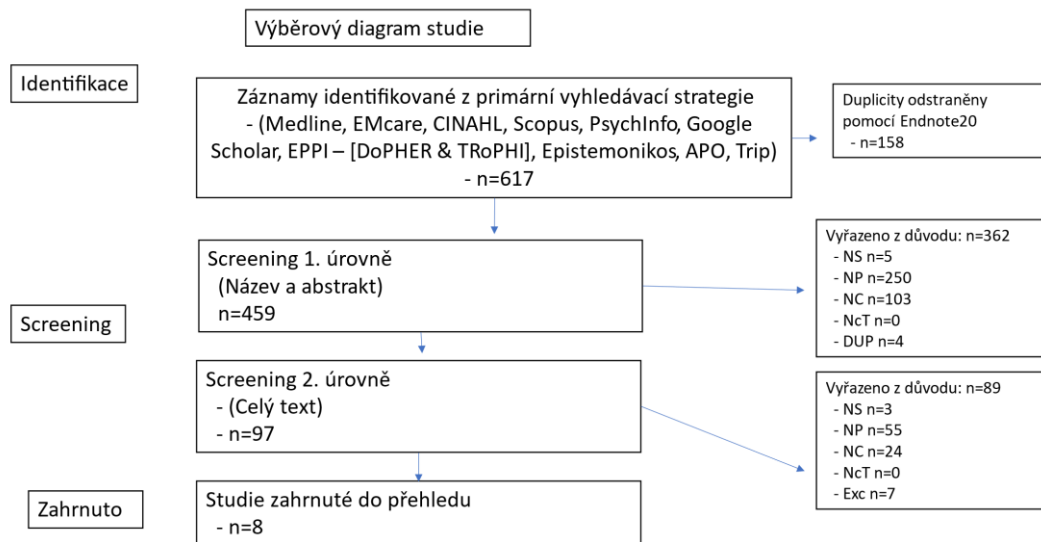 Výběrový diagram studie
Identifikace
Záznamy identifikované z primární vyhledávací strategie
- (Medline, EMcare, CINAHL, Scopus, PsychInfo, Google
Scholar, EPPI – [DoPHER & TRoPHI], Epistemonikos, APO, Trip)
- n=617
Duplicity odstraněny
pomocí Endnote20
- n=158
Screening
Screening 1. úrovně
(Název a abstrakt)
n=459
Vyřazeno z důvodu: n=362
- NS n=5
- NP n=250
- NC n=103
- NcT n=0
- DUP n=4
Screening 2. úrovně
- (Celý text)
- n=97
Vyřazeno z důvodu: n=89
- NS n=3
- NP n=55
- NC n=24
- NcT n=0
- Exc n=7
Zahrnuto
Studie zahrnuté do přehledu
- n=8